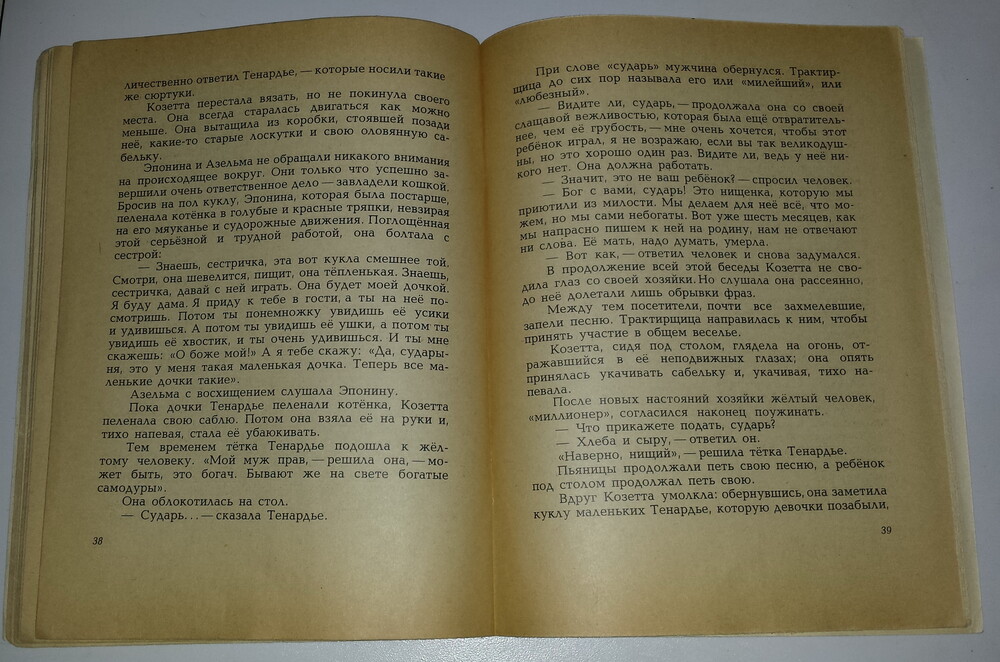 личественно ответил Тенардье, — которые носили такие
же сюртуки.
Козетта перестала вязать, но не покинула своего
места. Она всегда старалась двигаться как можно
меньше. Она вытащила из коробки, стоявшей позади
неё, какие-то старые лоскутки и свою оловянную са-
бельку.
Эпонина и Азельма не обращали никакого внимания
на происходящее вокруг. Они только что успешно за-
вершили очень ответственное дело — завладели кошкой.
Бросив на пол куклу, Эпонина, которая была постарше,
пеленала котёнка в голубые и красные тряпки, невзирая
на его мяуканье и судорожные движения. Поглощённая
этой серьёзной и трудной работой, она болтала с
сестрой:
— Знаешь, сестричка, эта вот кукла смешнее той.
Смотри, она шевелится, пищит, она тёпленькая. Знаешь,
сестричка, давай с ней играть. Она будет моей дочкой.
Я буду дама. Я приду к тебе в гости, а ты на неё по-
смотришь. Потом ты понемножку увидишь её усики
и удивишься. А потом ты увидишь её ушки, а потом ты
увидишь её хвостик, и ты очень удивишься. И ты мне
скажешь: «О боже мой!» А я тебе скажу: «Да, судары-
ня, это у меня такая маленькая дочка. Теперь все ма-
ленькие дочки такие».
Азельма с восхищением слушала Эпонину.
Пока дочки Тенардье пеленали котёнка, Козетта
пеленала свою саблю. Потом она взяла её на руки и,
тихо напевая, стала её убаюкивать.
Тем временем тётка Тенардье подошла к жёл-
тому человеку. «Мой муж прав, — решила она, — мо-
жет быть, это богач. Бывают же на свете богатые
самодуры».
Она облокотилась на стол.
— Сударь... — сказала Тенардье.
38
При слове «сударь» мужчина обернулся. Трактир-
щица до сих пор называла его или «милейший», или
«любезный».
— Видите ли, сударь, — продолжала она со своей
слащавой вежливостью, которая была ещё отвратитель-
нее, чем её грубость, — мне очень хочется, чтобы этот
ребёнок играл, я не возражаю, если вы так великодуш-
ны, но это хорошо один раз. Видите ли, ведь у неё ни-
кого нет. Она должна работать.
— Значит, это не ваш ребёнок? — спросил человек.
— Бог с вами, сударь! Это нищенка, которую мы
приютили из милости. Мы делаем для неё всё, что мо-
жем, но мы сами небогаты. Вот уже шесть месяцев, как
мы напрасно пишем к ней на родину, нам не отвечают
ни слова. Её мать, надо думать, умерла.
— Вот как, — ответил человек и снова задумался.
В продолжение всей этой беседы Козетта не сво-
дила глаз со своей хозяйки. Но слушала она рассеянно,
до неё долетали лишь обрывки фраз.
Между тем посетители, почти все захмелевшие,
запели песню. Трактирщица направилась к ним, чтобы
принять участие в общем веселье.
Козетта, сидя под столом, глядела на огонь, от-
ражавшийся в её неподвижных глазах; она опять
принялась укачивать сабельку и, укачивая, тихо на-
певала.
После новых настояний хозяйки жёлтый человек,
«миллионер», согласился наконец поужинать.
— Что прикажете подать, сударь?
— Хлеба и сыру, — ответил он.
«Наверно, нищий», — решила тётка Тенардье.
Пьяницы продолжали петь свою песню, а ребёнок
под столом продолжал петь свою.
Вдруг Козетта умолкла: обернувшись, она заметила
куклу маленьких Тенардье, которую девочки позабыли,
39